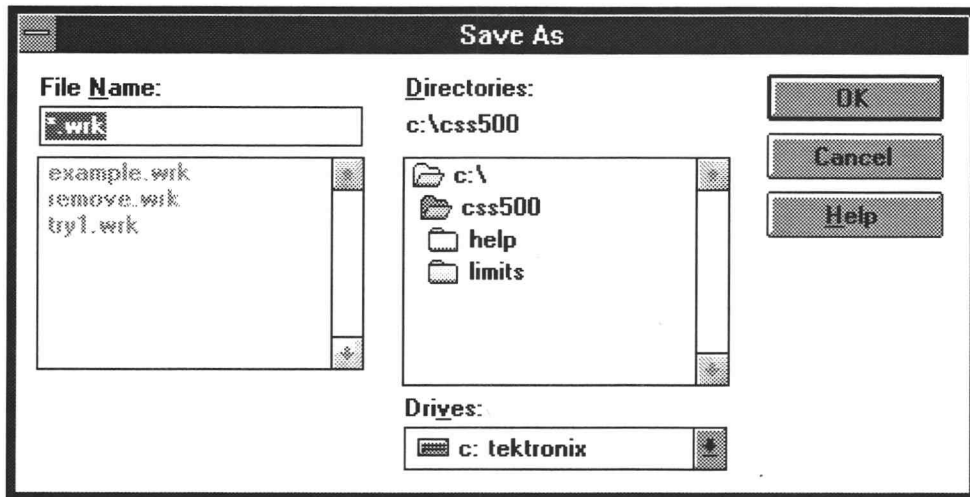 Save As
File Name:
*.wrk
example.wrk
remove.wrk
try1.wrk
Directories:
c:\css500
c:\
css500
help
limits
Drives:
c: tektronix
OK
Cancel
Help